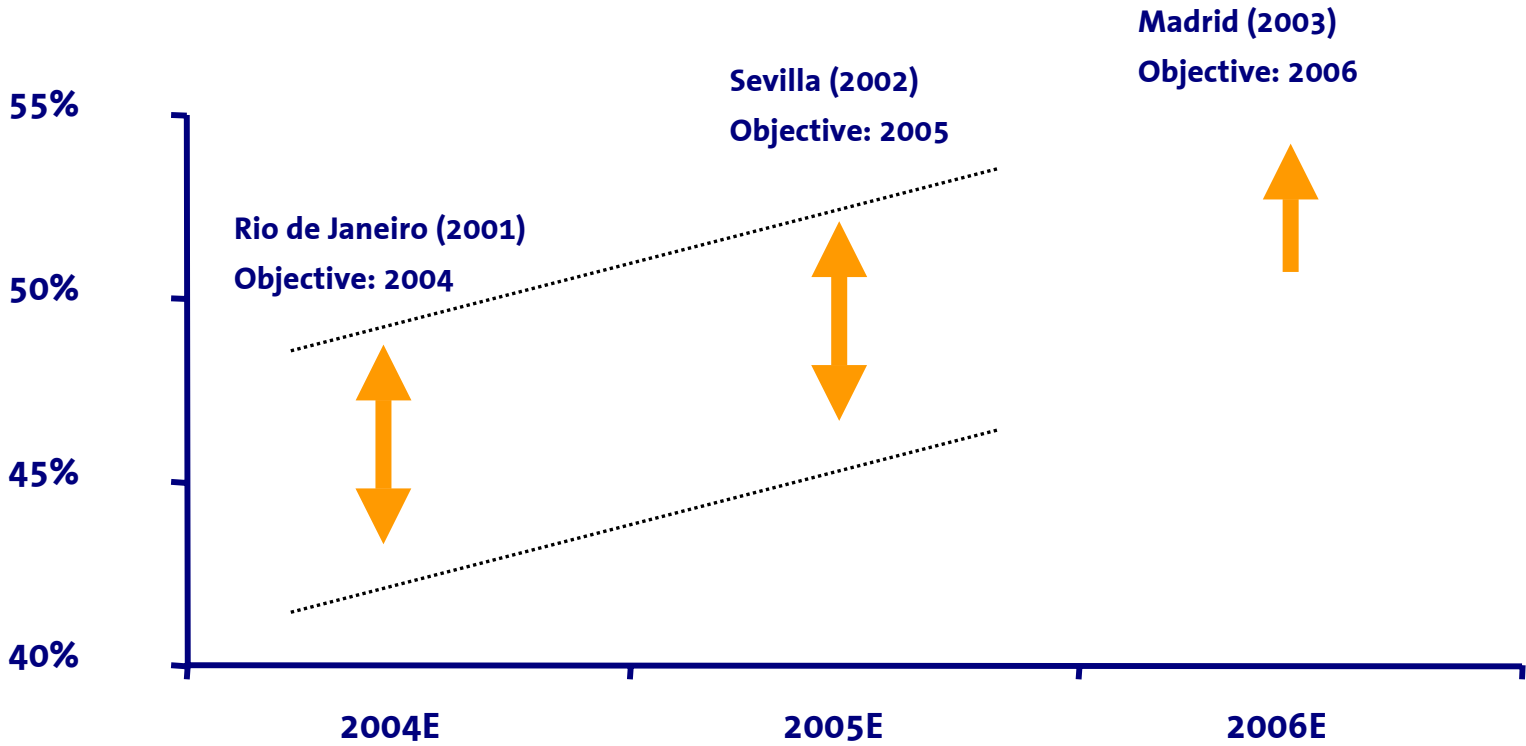 Madrid (2003)
Objective: 2006
Sevilla (2002)
Objective: 2005
55%
Rio de Janeiro (2001)
Objective: 2004
50%
45%
40%
2004E
2005E
2006E